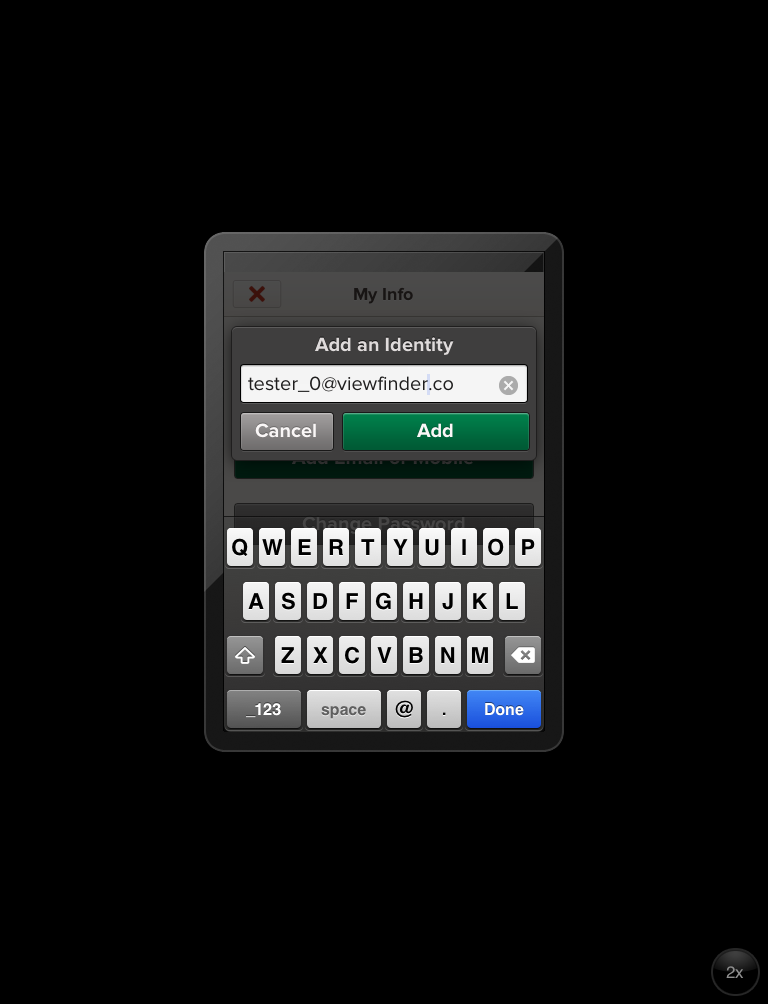 My Info
Add an Identity
tester_0@viewfinder.co
Cancel Add
Add Email or Mobile
Change Password
Q W E R T Y U I O P
A S D F G H J K L
Z X C V B N M
_123 space @ . Done
2x